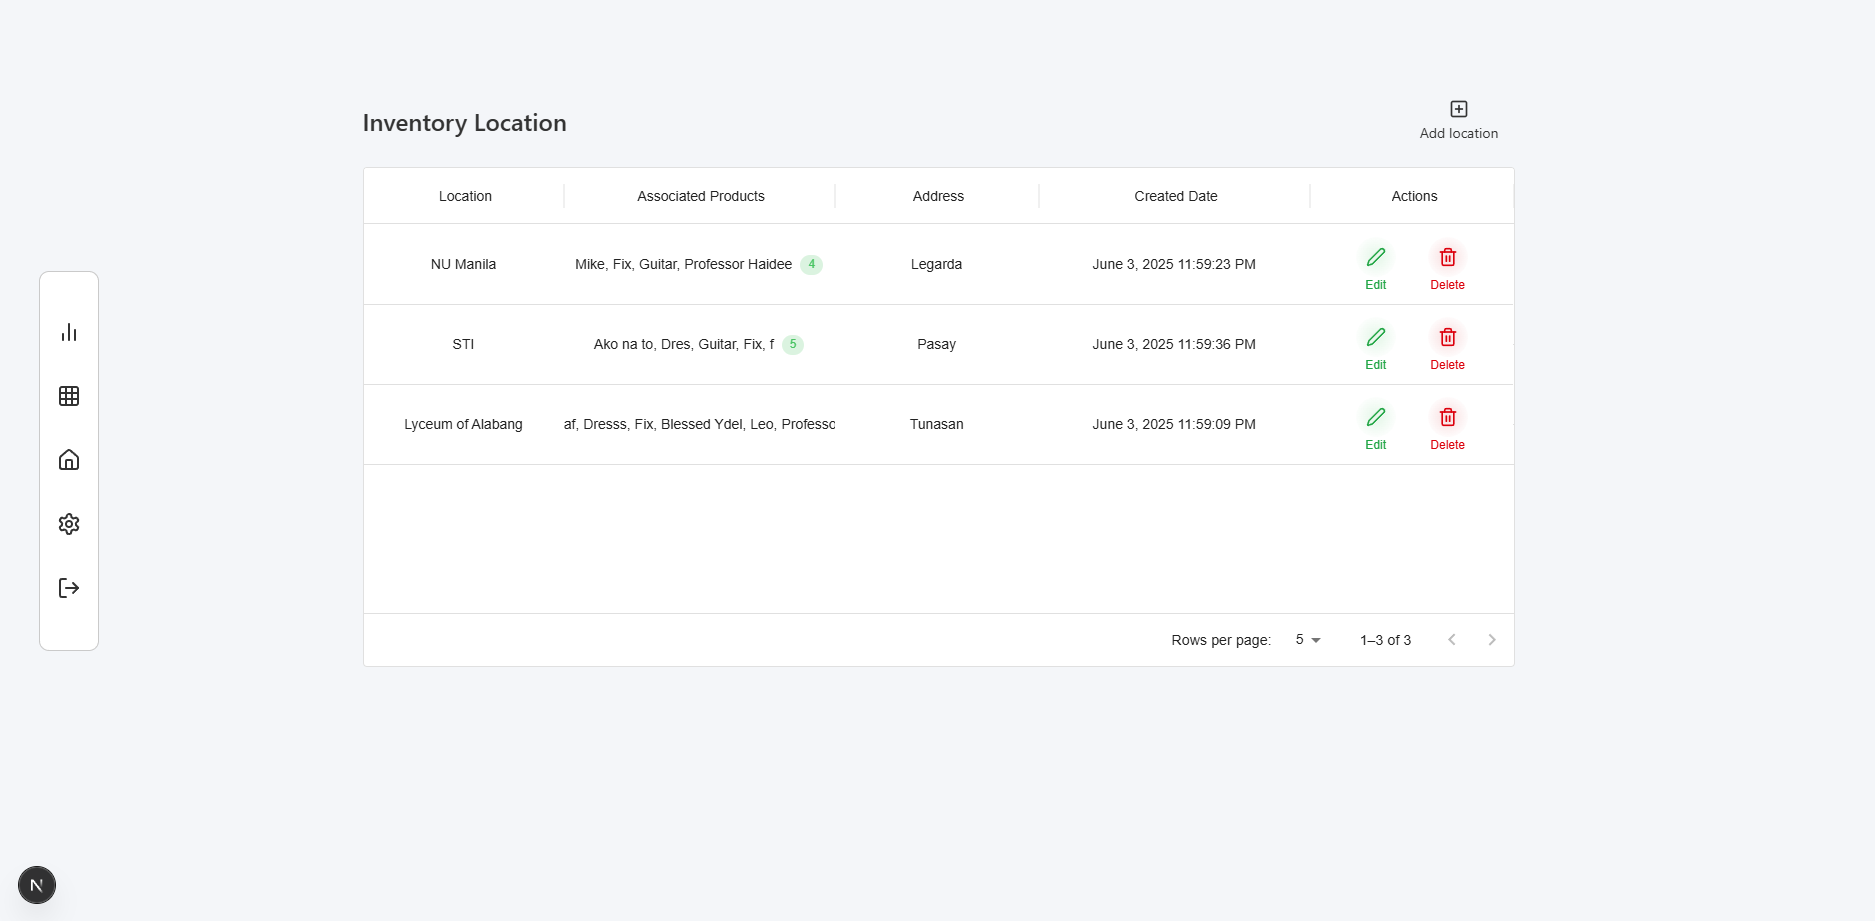 Inventory Location
Add location
Location Associated Products Address Created Date Actions
NU Manila Mike, Fix, Guitar, Professor Haidee 4 Legarda June 3, 2025 11:59:23 PM
Edit Delete
STI Ako na to, Dres, Guitar, Fix, f 5 Pasay June 3, 2025 11:59:36 PM
Edit Delete
Lyceum of Alabang af, Dresss, Fix, Blessed Ydel, Leo, Professo Tunasan June 3, 2025 11:59:09 PM
Edit Delete
Rows per page: 5 1–3 of 3
N